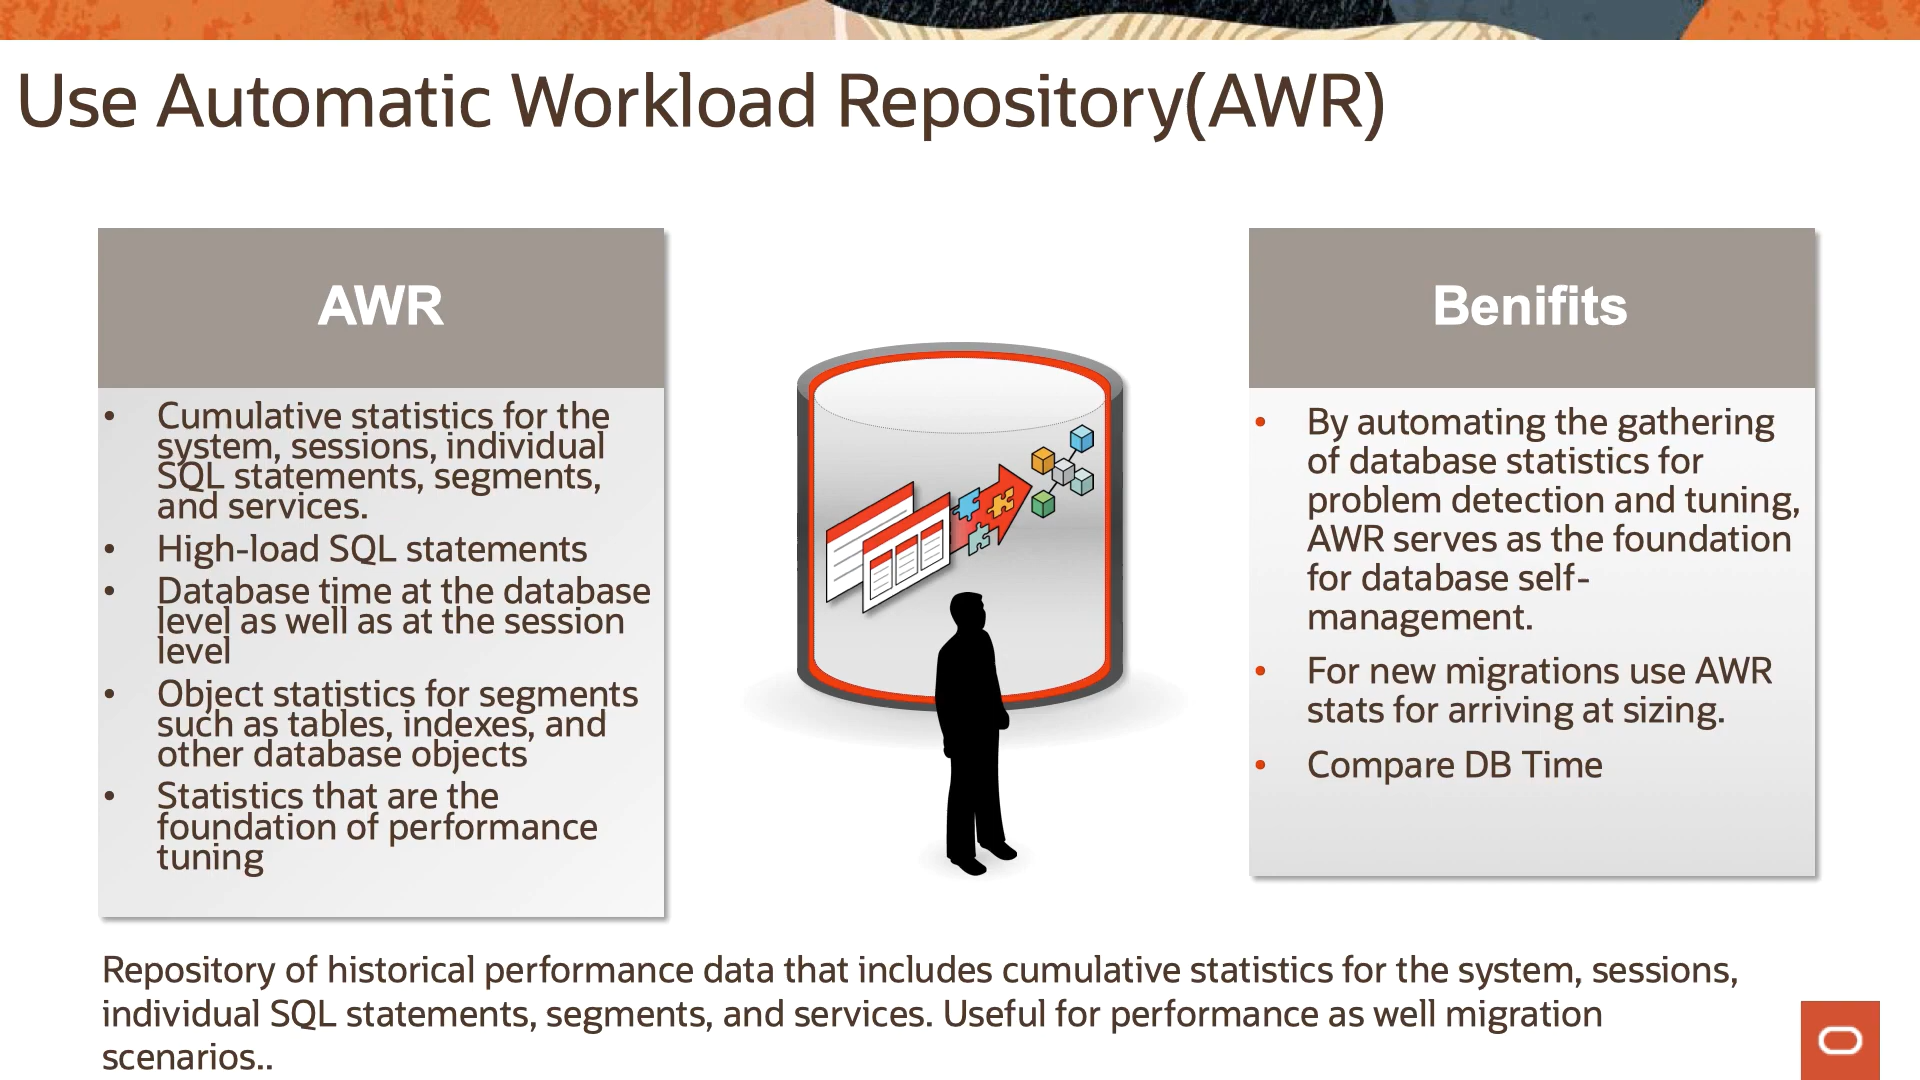 Use Automatic Workload Repository(AWR)
AWR
• Cumulative statistics for the
system, sessions, individual
SQL statements, segments,
and services.
• High-load SQL statements
• Database time at the database
level as well as at the session
level
• Object statistics for segments
such as tables, indexes, and
other database objects
• Statistics that are the
foundation of performance
tuning
Benifits
• By automating the gathering
of database statistics for
problem detection and tuning,
AWR serves as the foundation
for database self-
management.
• For new migrations use AWR
stats for arriving at sizing.
• Compare DB Time
Repository of historical performance data that includes cumulative statistics for the system, sessions,
individual SQL statements, segments, and services. Useful for performance as well migration
scenarios..